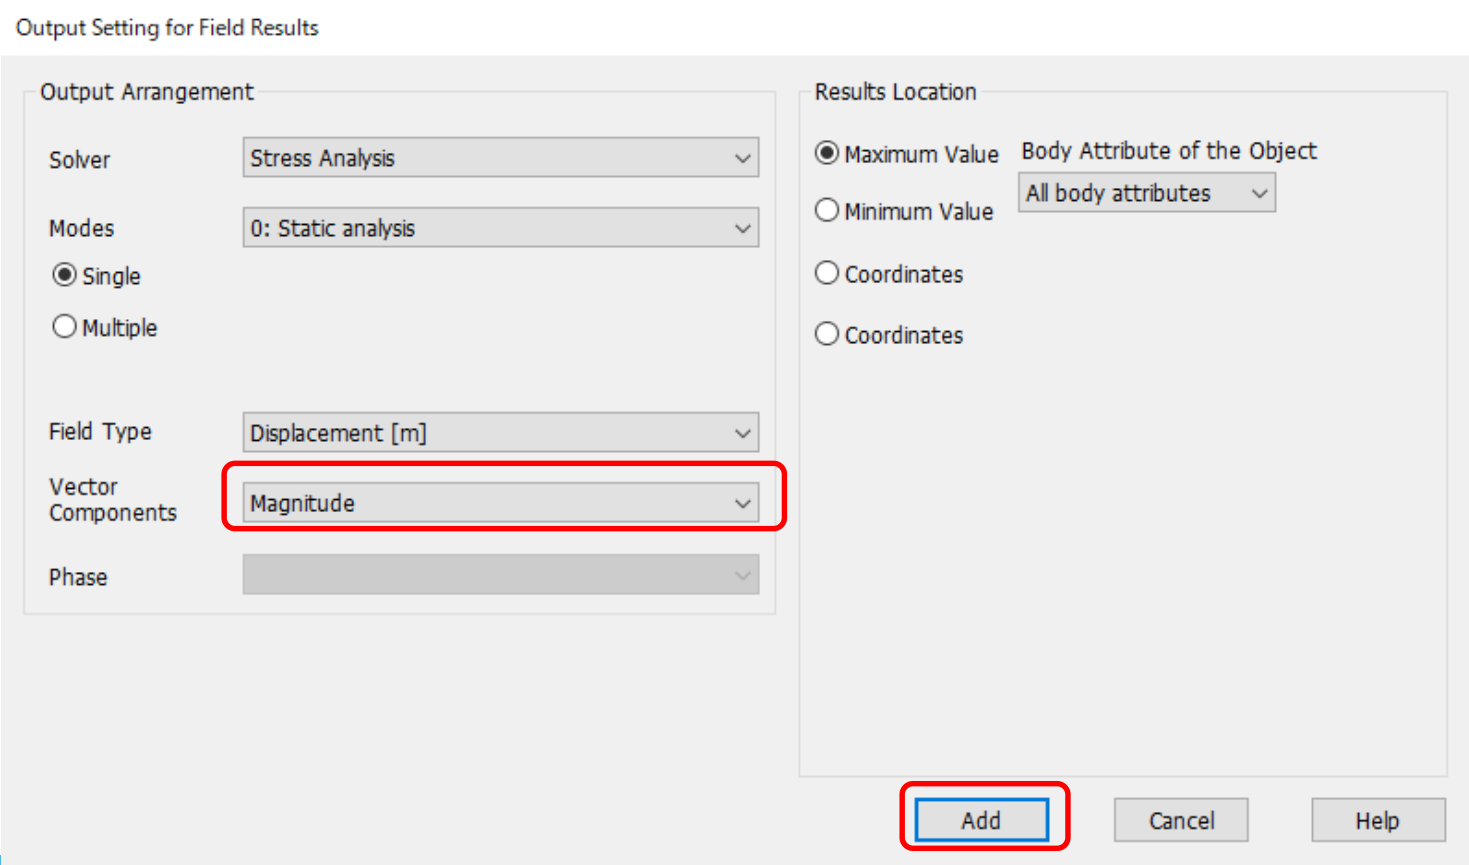 Output Setting for Field Results
Output Arrangement
Solver
Stress Analysis
Modes
0: Static analysis
Single
Multiple
Field Type
Displacement [m]
Vector
Components
Magnitude
Phase
Results Location
Maximum Value
Body Attribute of the Object
All body attributes
Minimum Value
Coordinates
Coordinates
Add
Cancel
Help